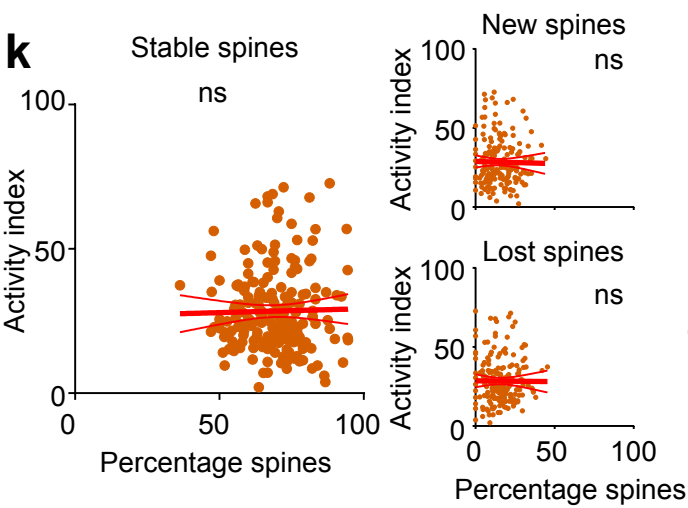 k
Stable spines
ns
100
50
0
0
50
100
Activity index
Percentage spines
New spines
ns
100
50
0
Activity index
Lost spines
ns
100
50
0
0
50
100
Activity index
Percentage spines